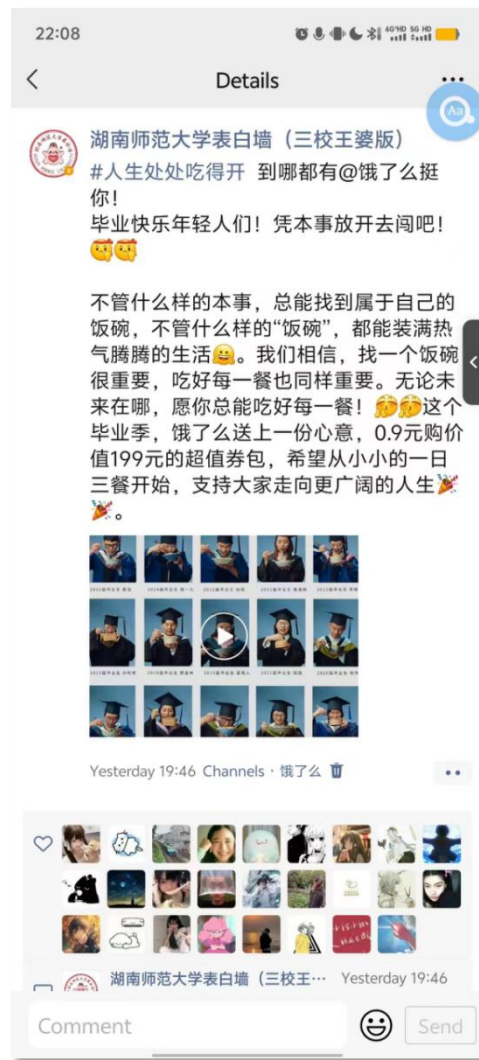 22:08
4G HD 5G HD
Details
Aa
湖南师范大学表白墙（三校王婆版）
#人生处处吃得开 到哪都有@饿了么挺
你！
毕业快乐年轻人们！凭本事放开去闯吧！
不管什么样的本事，总能找到属于自己的
饭碗，不管什么样的“饭碗”，都能装满热
气腾腾的生活。我们相信，找一个饭碗
很重要，吃好每一餐也同样重要。无论未
来在哪，愿你总能吃好每一餐！这个
毕业季，饿了么送上一份心意，0.9元购价
值199元的超值券包，希望从小小的一日
三餐开始，支持大家走向更广阔的人生
。
Yesterday 19:46 Channels · 饿了么
湖南师范大学表白墙（三校王… Yesterday 19:46
Comment
Send